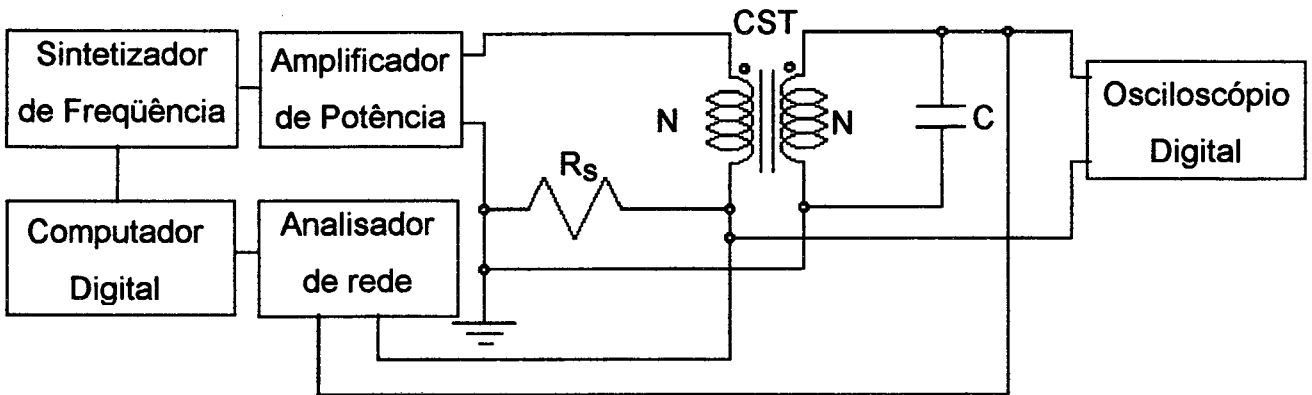 CST
Sintetizador
de Freqüência
Amplificador
de Potência
N
N
C
Osciloscópio
Digital
Rs
Computador
Digital
Analisador
de rede